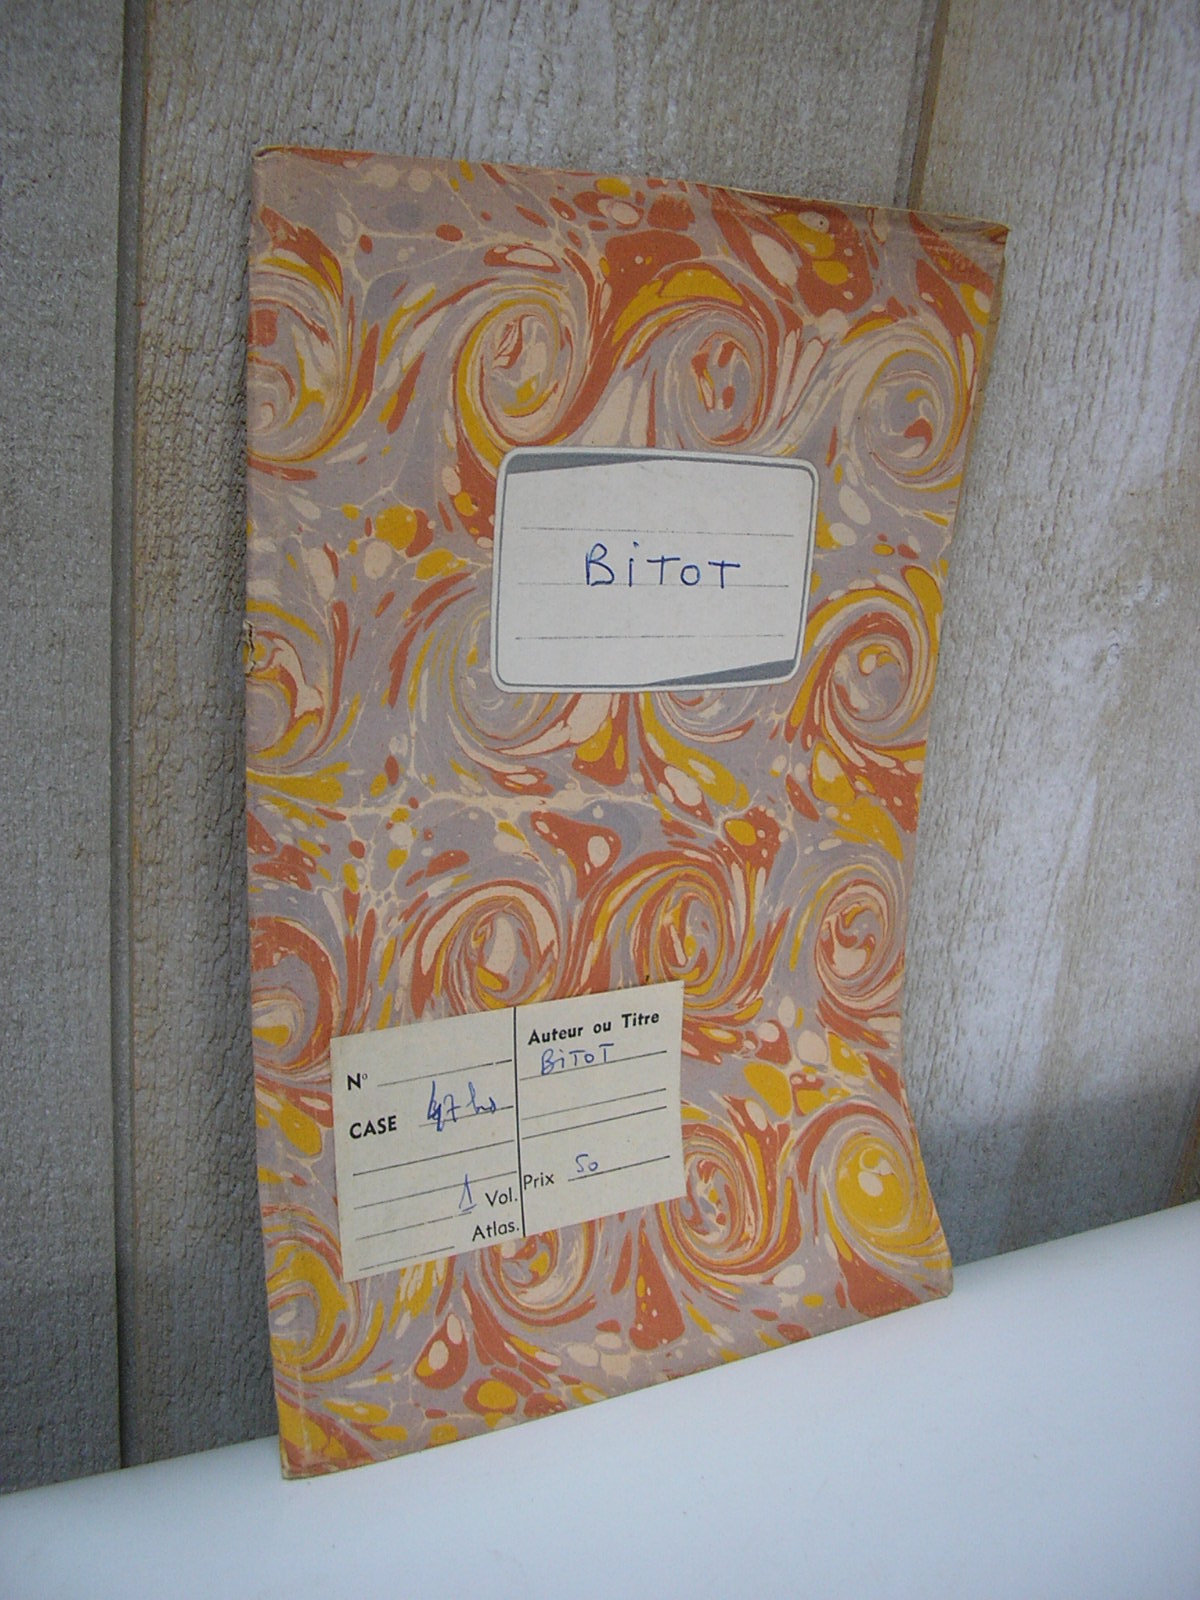 BiTOT
N°
CASE
1 Vol.
Atlas.
Auteur ou Titre
BiTOT
Prix 50